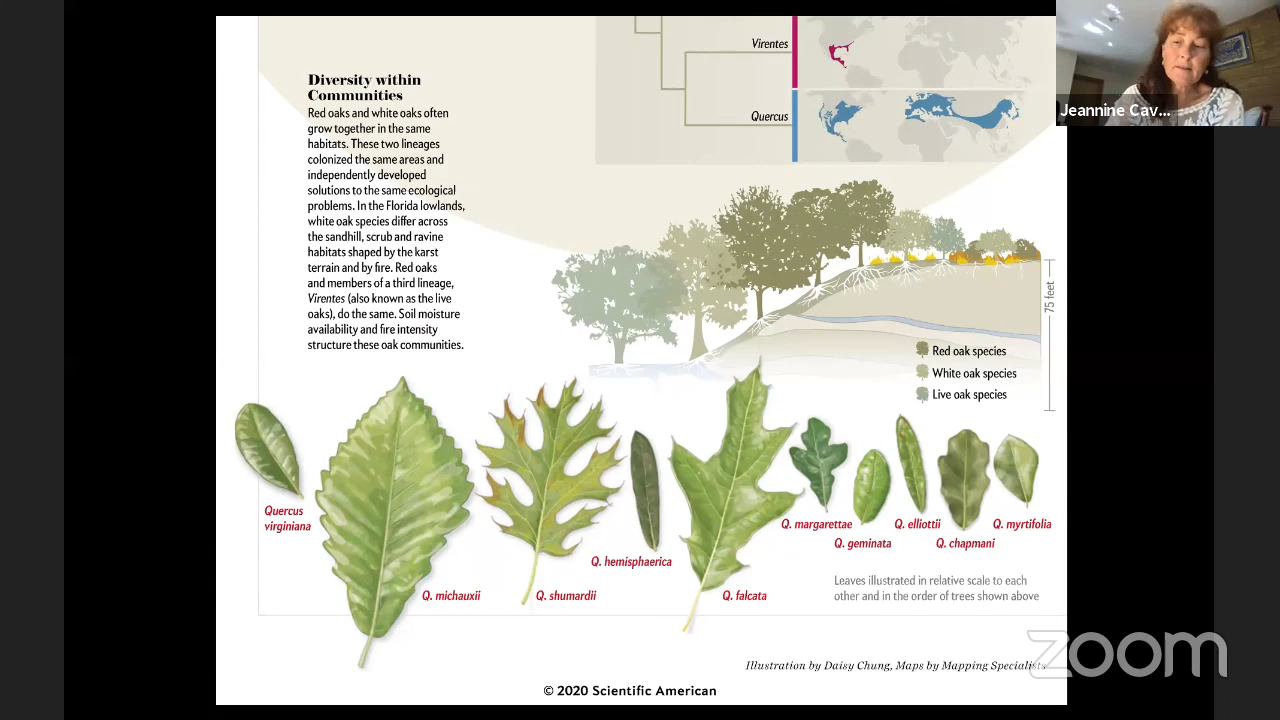 Virentes
Quercus
Diversity within
Communities
Red oaks and white oaks often
grow together in the same
habitats. These two lineages
colonized the same areas and
independently developed
solutions to the same ecological
problems. In the Florida lowlands,
white oak species differ across
the sandhill, scrub and ravine
habitats shaped by the karst
terrain and by fire. Red oaks
and members of a third lineage,
Virentes (also known as the live
oaks), do the same. Soil moisture
availability and fire intensity
structure these oak communities.
75 feet
Red oak species
White oak species
Live oak species
Quercus
virginiana
Q. michauxii
Q. shumardii
Q. hemisphaerica
Q. falcata
Q. margarettae
Q. geminata
Q. elliottii
Q. chapmani
Q. myrtifolia
Leaves illustrated in relative scale to each
other and in the order of trees shown above
Illustration by Daisy Chung, Maps by Mapping Specialists
© 2020 Scientific American
Jeannine Cav...
zoom